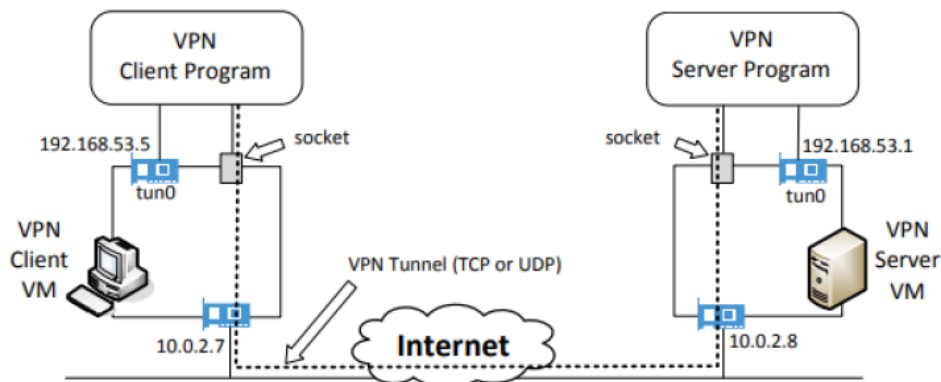 VPN
Client Program
VPN
Server Program
192.168.53.5
socket
socket
192.168.53.1
tun0
tun0
VPN
Client
VM
VPN Tunnel (TCP or UDP)
VPN
Server
VM
10.0.2.7
Internet
10.0.2.8